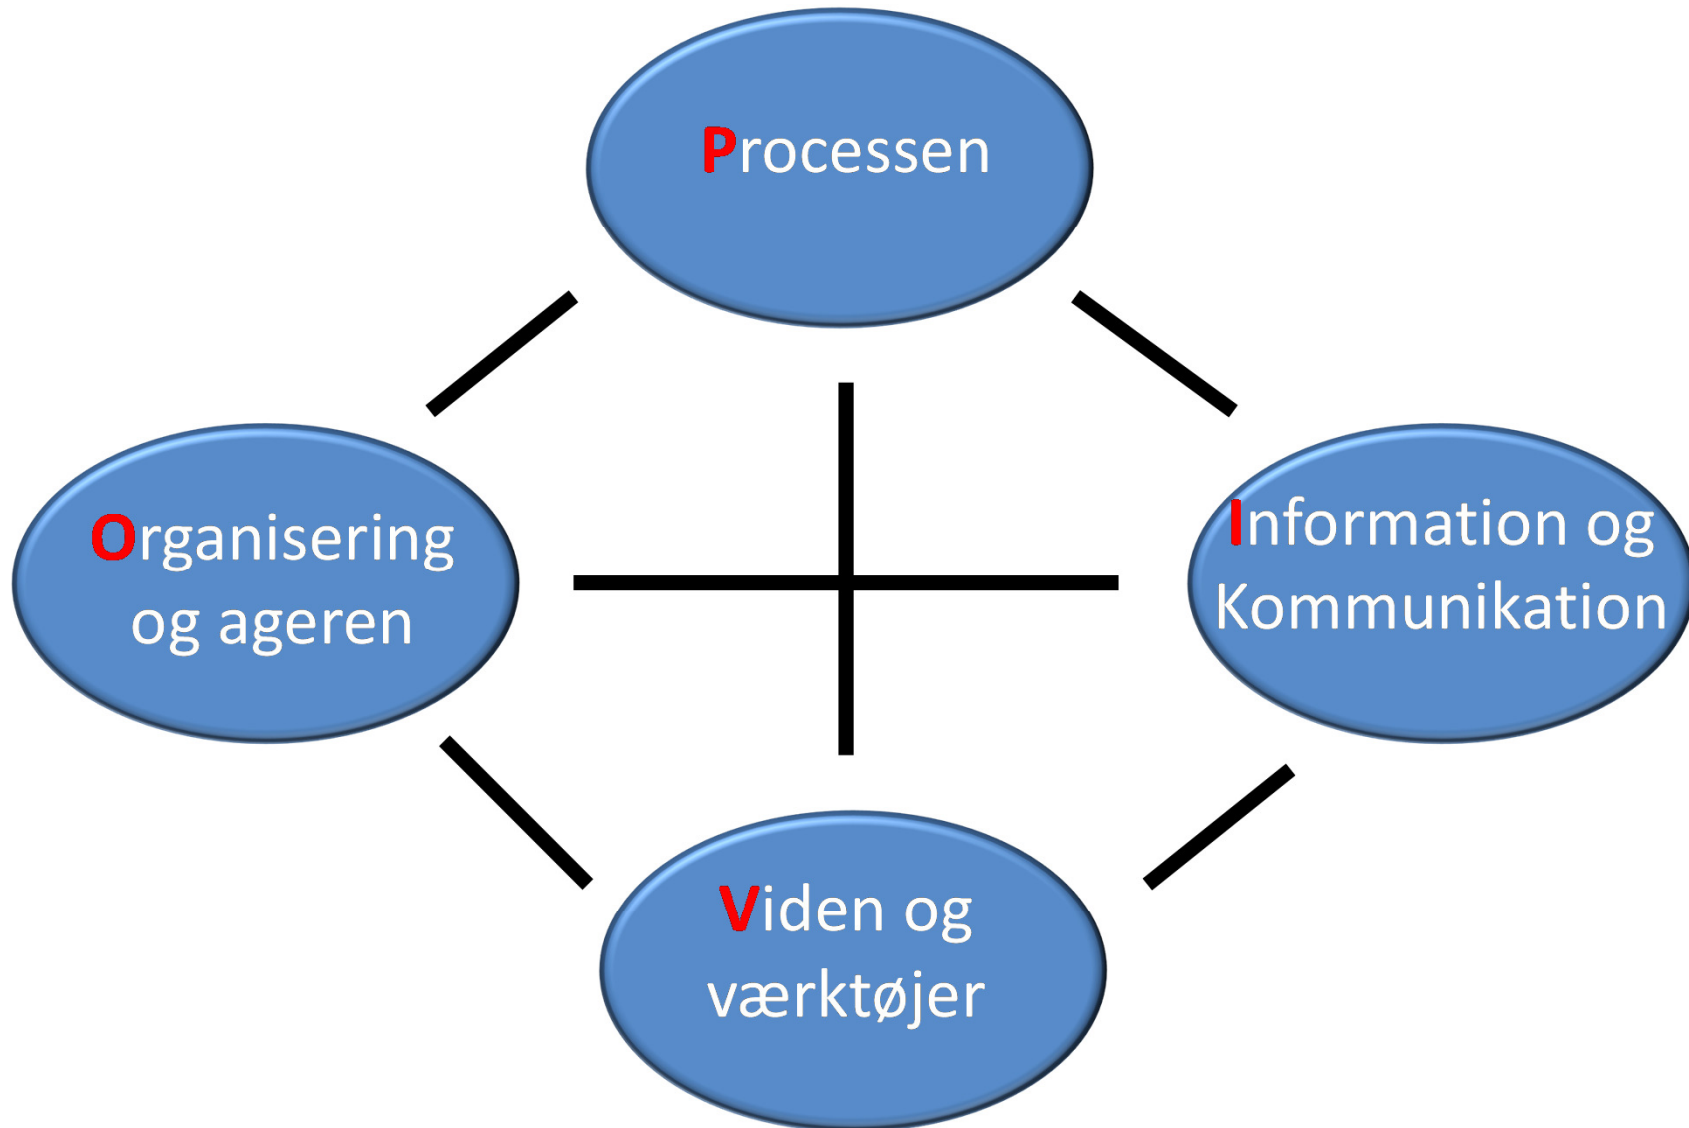 Processen
Organisering
og ageren
Information og
Kommunikation
Viden og
værktøjer